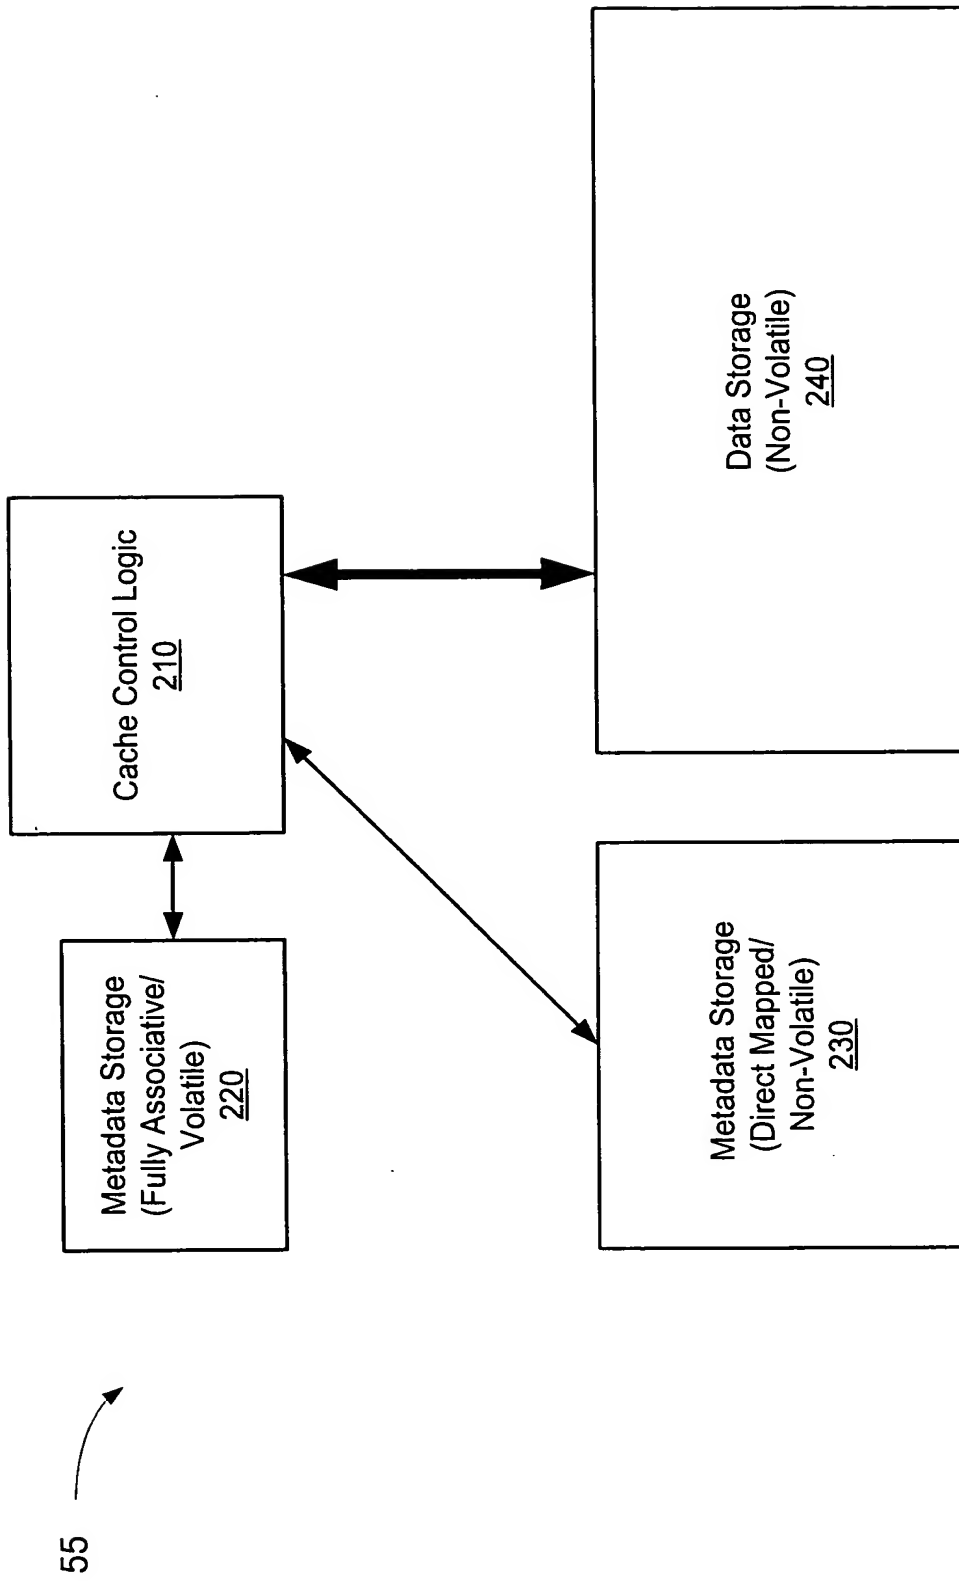 55
Metadata Storage
(Fully Associative/
Volatile)
220
Cache Control Logic
210
Metadata Storage
(Direct Mapped/
Non-Volatile)
230
Data Storage
(Non-Volatile)
240